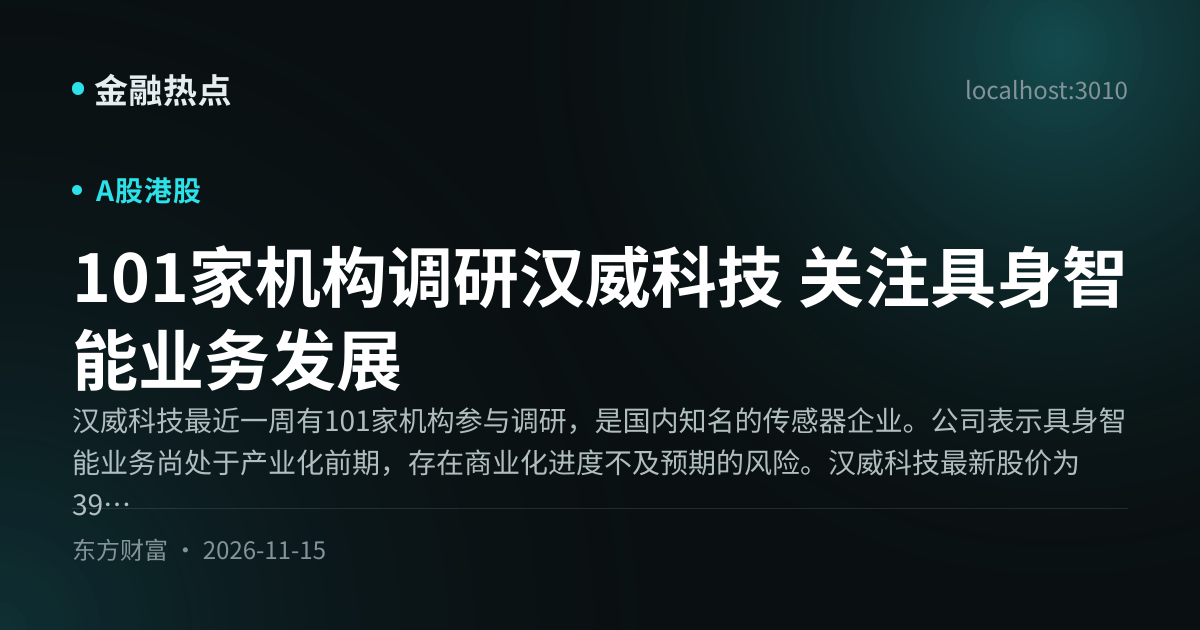 金融热点
localhost:3010
A股港股
101家机构调研汉威科技 关注具身智
能业务发展
汉威科技最近一周有101家机构参与调研，是国内知名的传感器企业。公司表示具身智
能业务尚处于产业化前期，存在商业化进度不及预期的风险。汉威科技最新股价为
39…
东方财富 • 2026-11-15